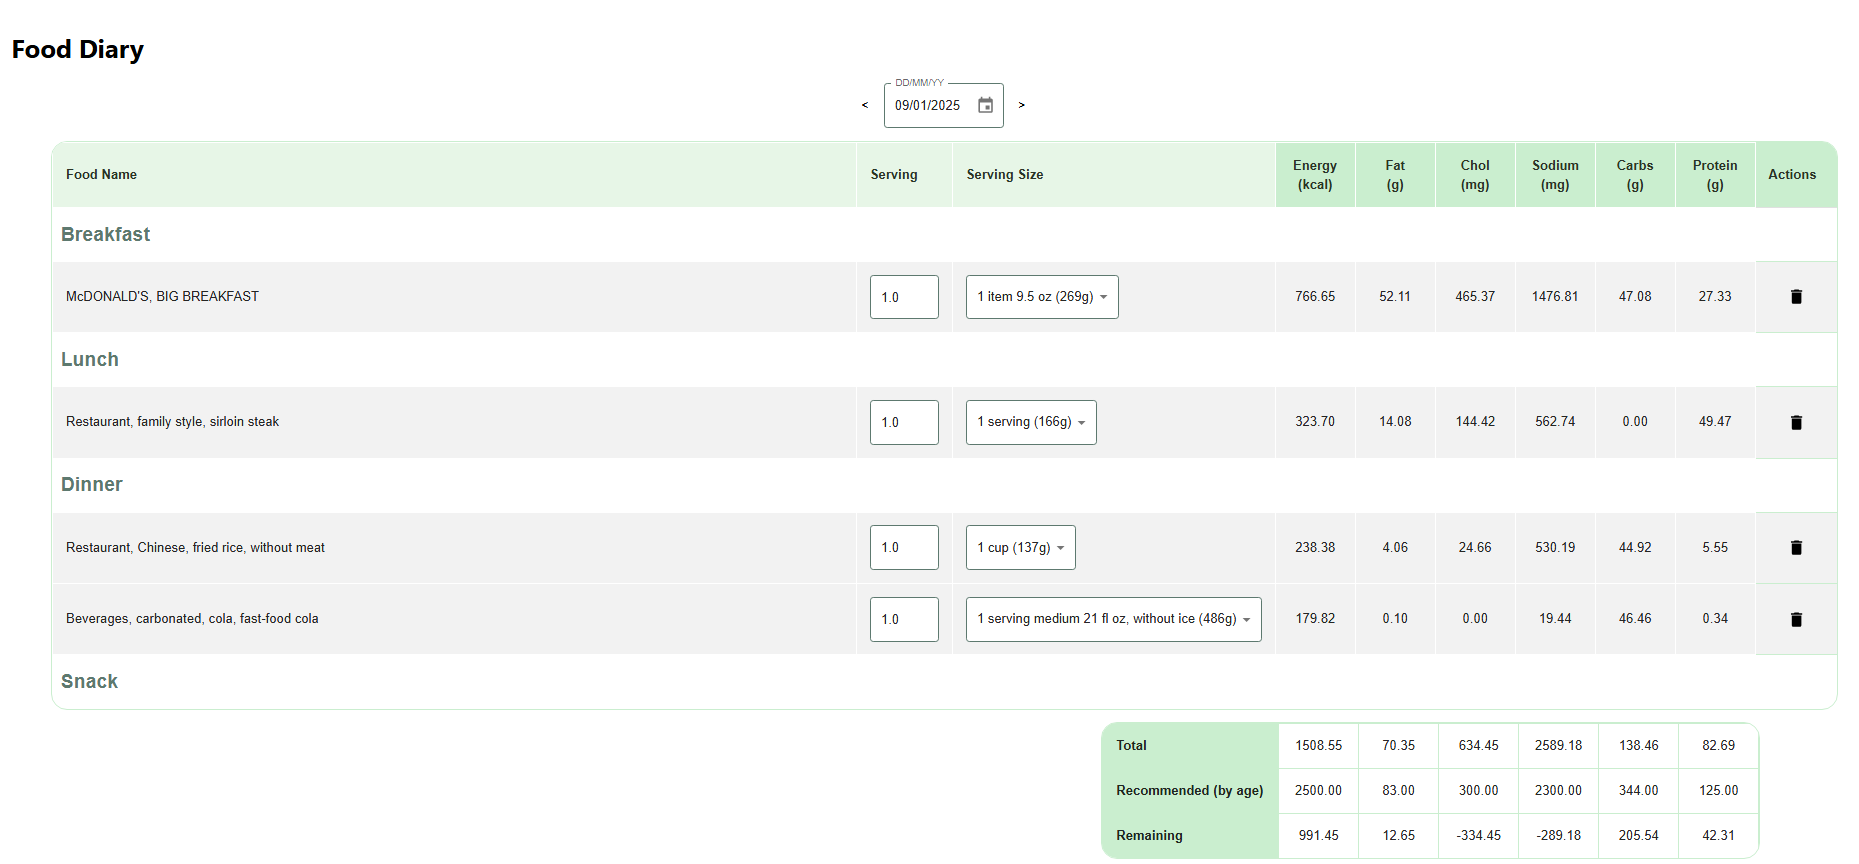 Food Diary
DD/MM/YY
< 09/01/2025 >
Food Name Serving Serving Size Energy (kcal) Fat (g) Chol (mg) Sodium (mg) Carbs (g) Protein (g) Actions
Breakfast
McDONALD'S, BIG BREAKFAST 1.0 1 item 9.5 oz (269g) 766.65 52.11 465.37 1476.81 47.08 27.33
Lunch
Restaurant, family style, sirloin steak 1.0 1 serving (166g) 323.70 14.08 144.42 562.74 0.00 49.47
Dinner
Restaurant, Chinese, fried rice, without meat 1.0 1 cup (137g) 238.38 4.06 24.66 530.19 44.92 5.55
Beverages, carbonated, cola, fast-food cola 1.0 1 serving medium 21 fl oz, without ice (486g) 179.82 0.10 0.00 19.44 46.46 0.34
Snack
Total 1508.55 70.35 634.45 2589.18 138.46 82.69
Recommended (by age) 2500.00 83.00 300.00 2300.00 344.00 125.00
Remaining 991.45 12.65 -334.45 -289.18 205.54 42.31